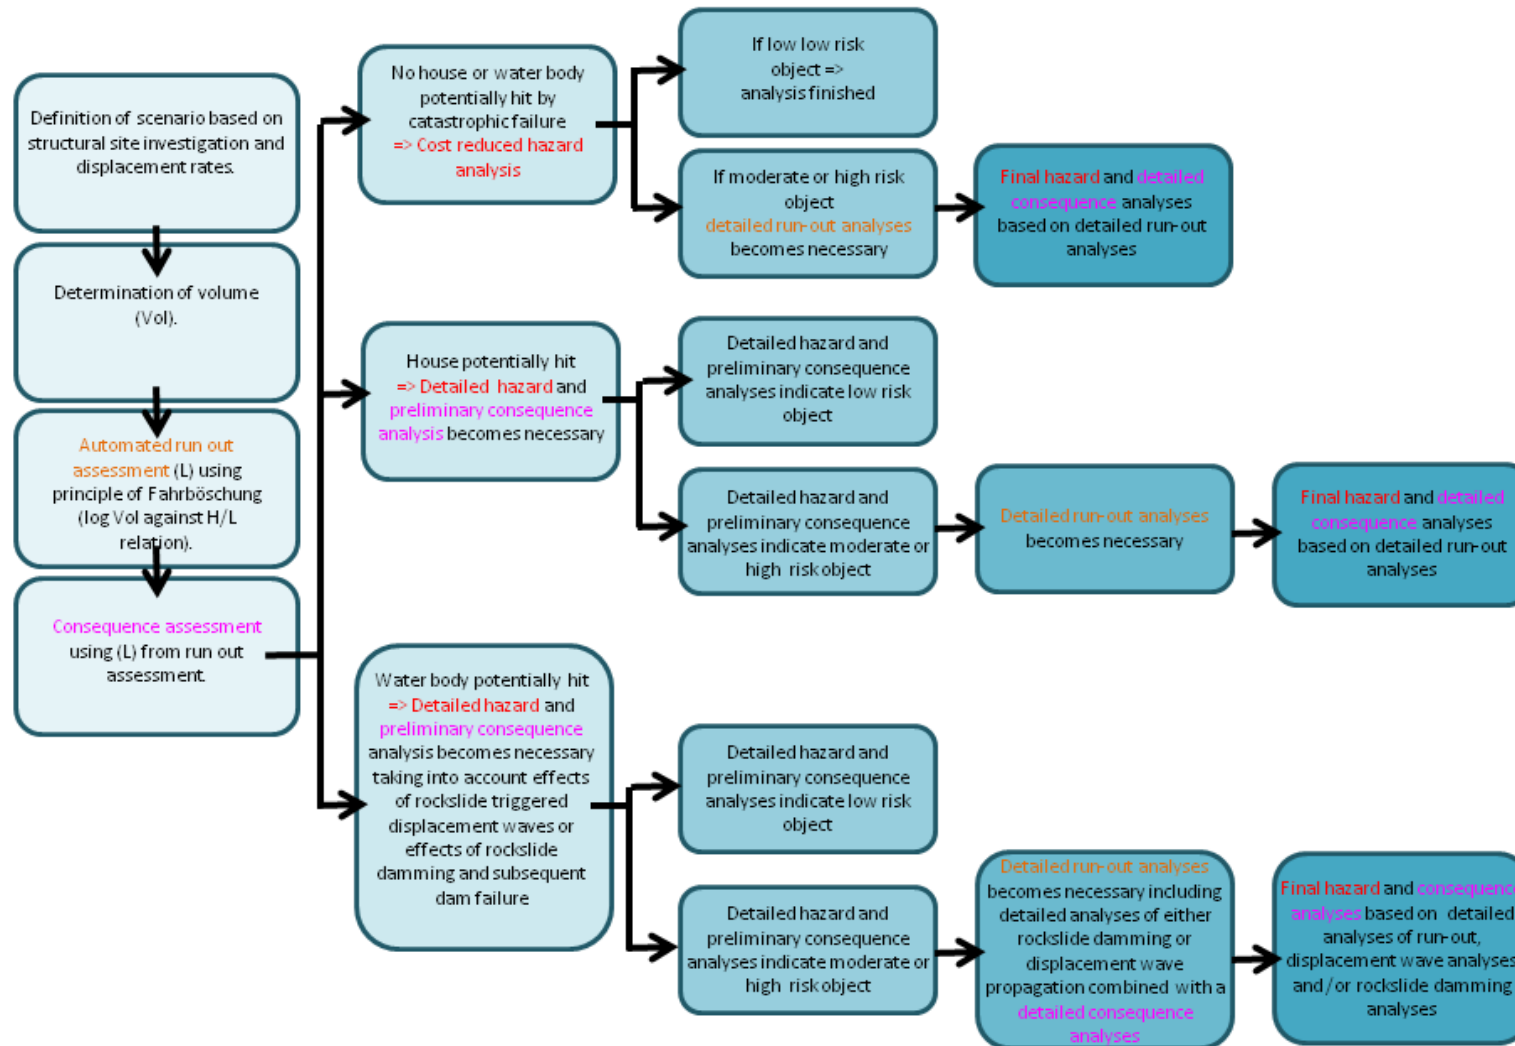 Definition of scenario based on
structural site investigation and
displacement rates.
Determination of volume
(Vol).
Automated run out
assessment (L) using
principle of Fahrböschung
(log Vol against H/L
relation).
Consequence assessment
using (L) from run out
assessment.
No house or water body
potentially hit by
catastrophic failure
=> Cost reduced hazard
analysis
If low low risk
object =>
analysis finished
If moderate or high risk
object
detailed run-out analyses
becomes necessary
Final hazard and detailed
consequence analyses
based on detailed run-out
analyses
House potentially hit
=> Detailed hazard and
preliminary consequence
analysis becomes necessary
Detailed hazard and
preliminary consequence
analyses indicate low risk
object
Detailed hazard and
preliminary consequence
analyses indicate moderate or
high risk object
Detailed run-out analyses
becomes necessary
Final hazard and detailed
consequence analyses
based on detailed run-out
analyses
Water body potentially hit
=> Detailed hazard and
preliminary consequence
analysis becomes necessary
taking into account effects
of rockslide triggered
displacement waves or
effects of rockslide
damming and subsequent
dam failure
Detailed hazard and
preliminary consequence
analyses indicate low risk
object
Detailed hazard and
preliminary consequence
analyses indicate moderate or
high risk object
Detailed run-out analyses
becomes necessary including
detailed analyses of either
rockslide damming or
displacement wave
propagation combined with a
detailed consequence
analyses
Final hazard and consequence
analyses based on detailed
analyses of run-out,
displacement wave analyses
and/or rockslide damming
analyses